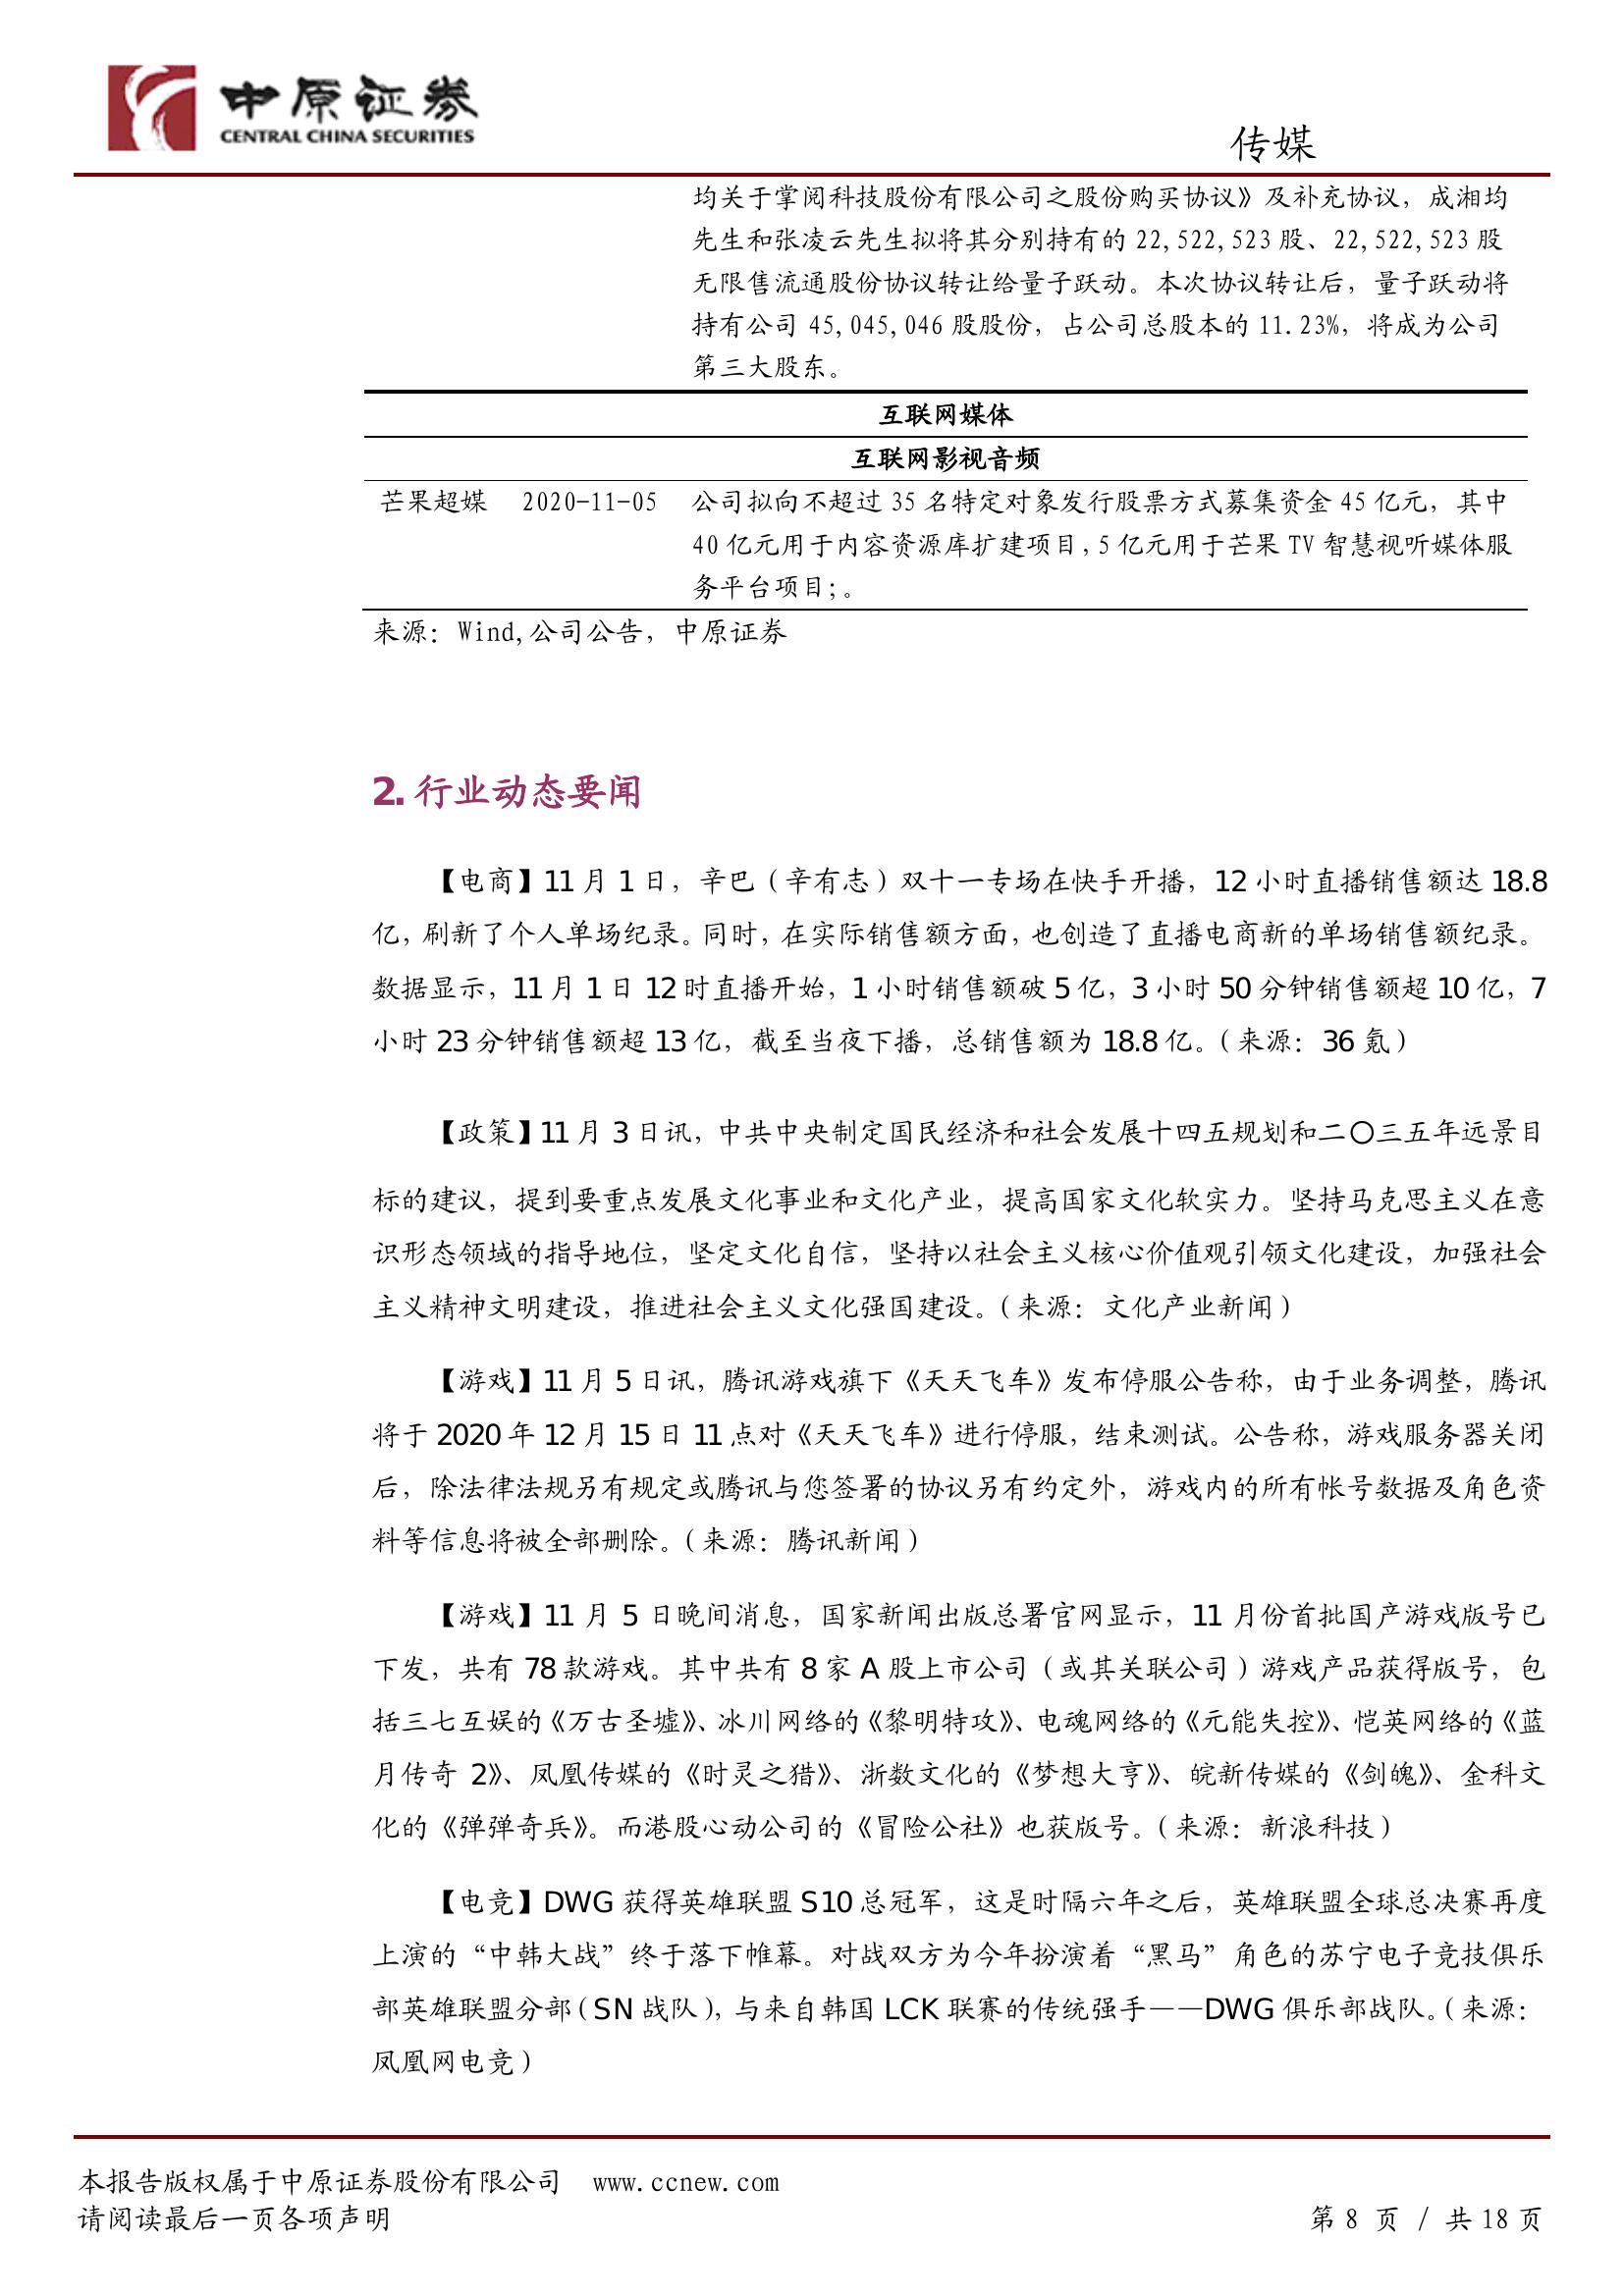 中原证券
CENTRAL CHINA SECURITIES
传媒
均关于掌阅科技股份有限公司之股份购买协议》及补充协议，成湘均
先生和张凌云先生拟将其分别持有的 22,522,523 股、22,522,523 股
无限售流通股份协议转让给量子跃动。本次协议转让后，量子跃动将
持有公司 45,045,046 股股份，占公司总股本的 11.23%，将成为公司
第三大股东。
互联网媒体
互联网影视音频
芒果超媒 2020-11-05 公司拟向不超过 35 名特定对象发行股票方式募集资金 45 亿元，其中
40 亿元用于内容资源库扩建项目,5 亿元用于芒果 TV 智慧视听媒体服
务平台项目;。
来源：Wind,公司公告，中原证券
2. 行业动态要闻
【电商】11 月 1 日，辛巴（辛有志）双十一专场在快手开播，12 小时直播销售额达 18.8
亿，刷新了个人单场纪录。同时，在实际销售额方面，也创造了直播电商新的单场销售额纪录。
数据显示，11 月 1 日 12 时直播开始，1 小时销售额破 5 亿，3 小时 50 分钟销售额超 10 亿，7
小时 23 分钟销售额超 13 亿，截至当夜下播，总销售额为 18.8 亿。（来源：36 氪）
【政策】11 月 3 日讯，中共中央制定国民经济和社会发展十四五规划和二〇三五年远景目
标的建议，提到要重点发展文化事业和文化产业，提高国家文化软实力。坚持马克思主义在意
识形态领域的指导地位，坚定文化自信，坚持以社会主义核心价值观引领文化建设，加强社会
主义精神文明建设，推进社会主义文化强国建设。（来源：文化产业新闻）
【游戏】11 月 5 日讯，腾讯游戏旗下《天天飞车》发布停服公告称，由于业务调整，腾讯
将于 2020 年 12 月 15 日 11 点对《天天飞车》进行停服，结束测试。公告称，游戏服务器关闭
后，除法律法规另有规定或腾讯与您签署的协议另有约定外，游戏内的所有帐号数据及角色资
料等信息将被全部删除。（来源：腾讯新闻）
【游戏】11 月 5 日晚间消息，国家新闻出版总署官网显示，11 月份首批国产游戏版号已
下发，共有 78 款游戏。其中共有 8 家 A 股上市公司（或其关联公司）游戏产品获得版号，包
括三七互娱的《万古圣墟》、冰川网络的《黎明特攻》、电魂网络的《元能失控》、恺英网络的《蓝
月传奇 2》、凤凰传媒的《时灵之猎》、浙数文化的《梦想大亨》、皖新传媒的《剑魄》、金科文
化的《弹弹奇兵》。而港股心动公司的《冒险公社》也获版号。（来源：新浪科技）
【电竞】DWG 获得英雄联盟 S10 总冠军，这是时隔六年之后，英雄联盟全球总决赛再度
上演的“中韩大战”终于落下帷幕。对战双方为今年扮演着“黑马”角色的苏宁电子竞技俱乐
部英雄联盟分部（SN 战队），与来自韩国 LCK 联赛的传统强手——DWG 俱乐部战队。（来源：
凤凰网电竞）
本报告版权属于中原证券股份有限公司 www.ccnew.com
请阅读最后一页各项声明 第 8 页 / 共 18 页